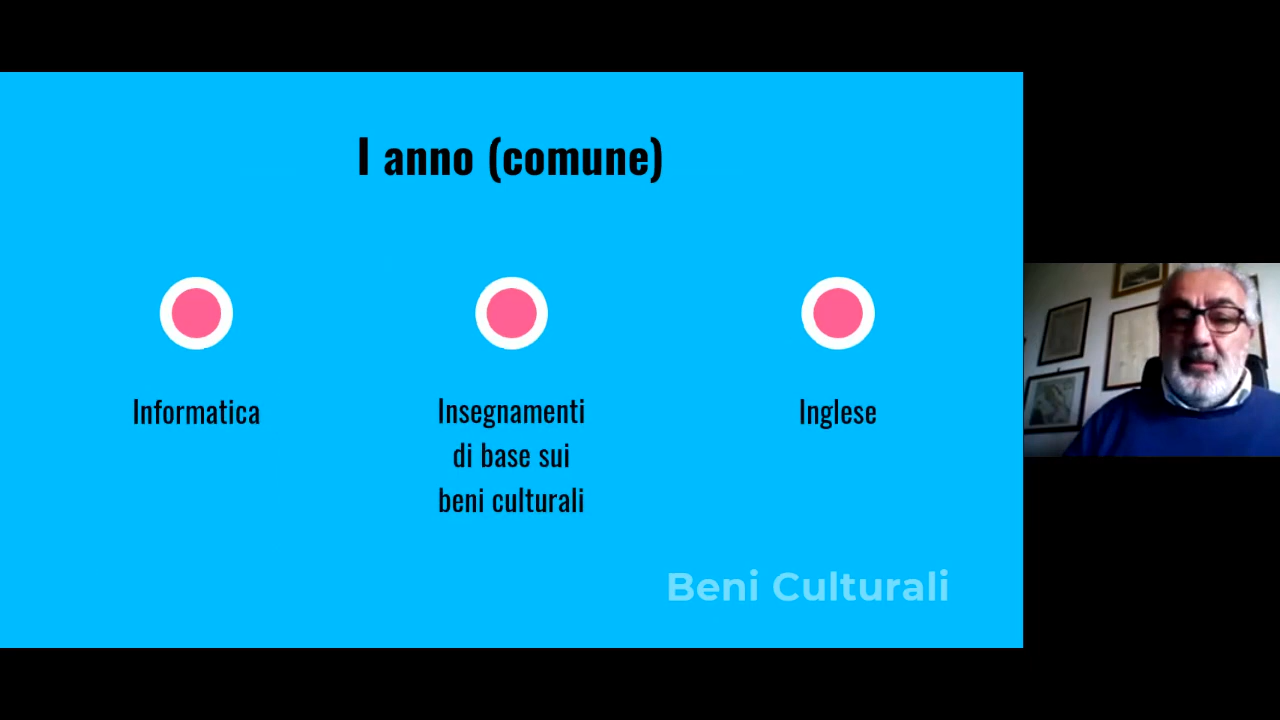 I anno (comune)
Informatica
Insegnamenti
di base sui
beni culturali
Inglese
Beni Culturali